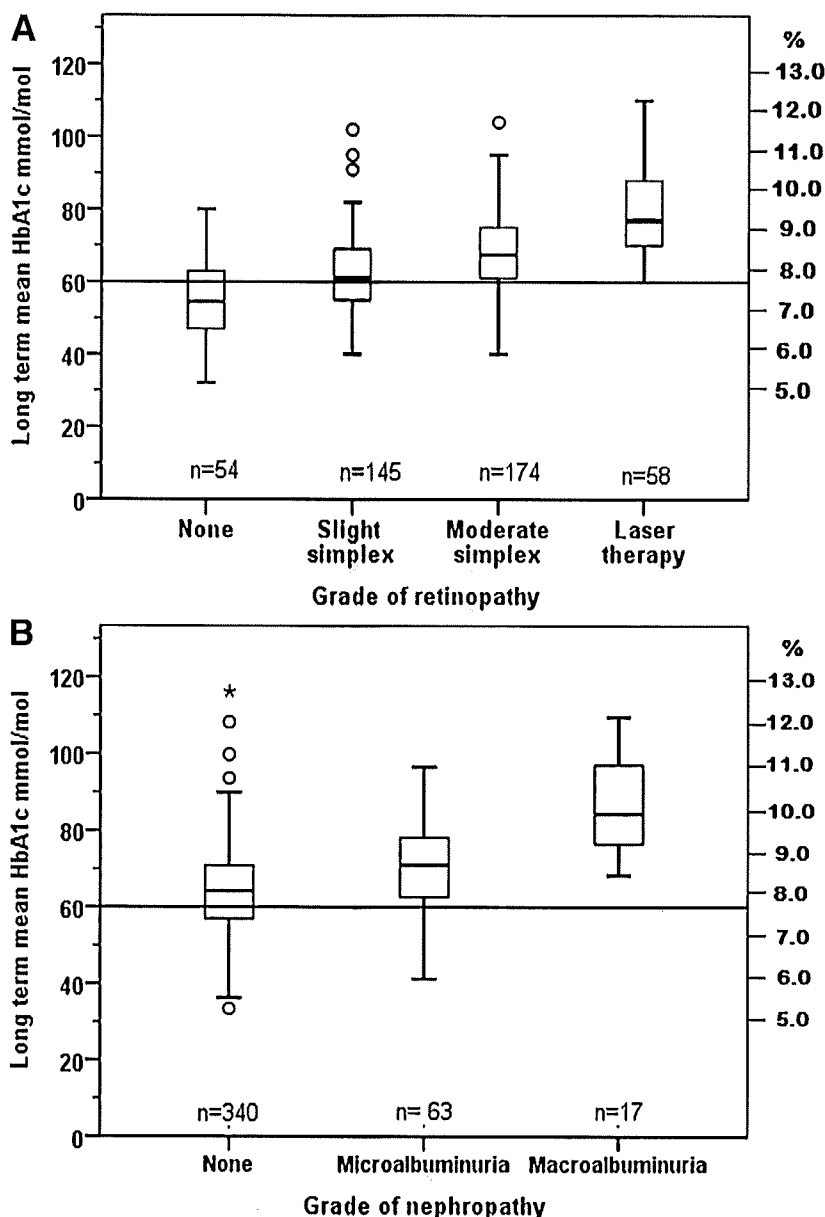 A
%
Long term mean HbA1c mmol/mol
120
100
80
60
40
20
0
13.0
12.0
11.0
10.0
9.0
8.0
7.0
6.0
5.0
n=54
n=145
n=174
n=58
None
Slight simplex
Moderate simplex
Laser therapy
Grade of retinopathy
B
%
Long term mean HbA1c mmol/mol
120
100
80
60
40
20
0
13.0
12.0
11.0
10.0
9.0
8.0
7.0
6.0
5.0
*
n=340
n= 63
n=17
None
Microalbuminuria
Macroalbuminuria
Grade of nephropathy